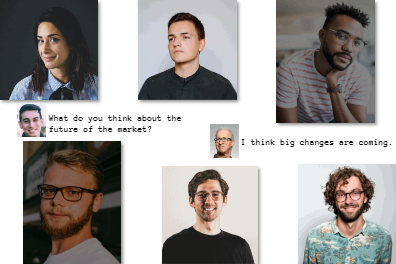 What do you think about the
future of the market?
I think big changes are coming.